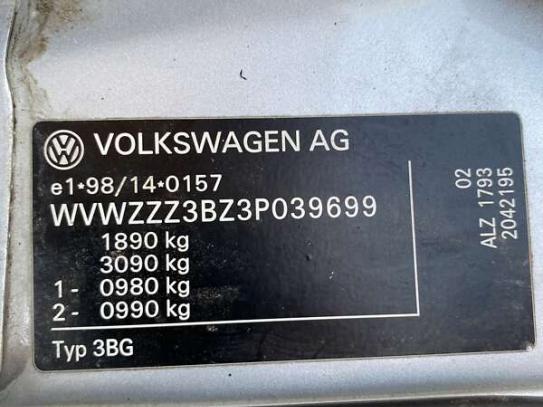 VOLKSWAGEN AG
e1*98/14*0157
WVWZZZ3BZ3P039699
1890 kg
3090 kg
1- 0980 kg
2- 0990 kg
Typ 3BG
02
ALZ 1793
2042195